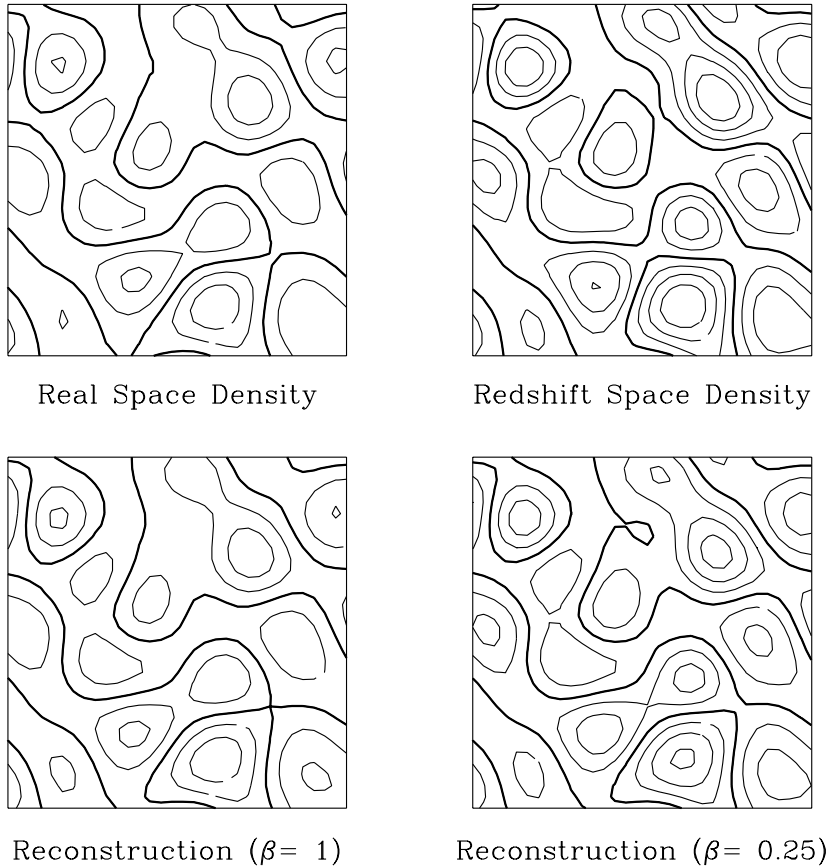 Real Space Density
Redshift Space Density
Reconstruction (β= 1)
Reconstruction (β= 0.25)